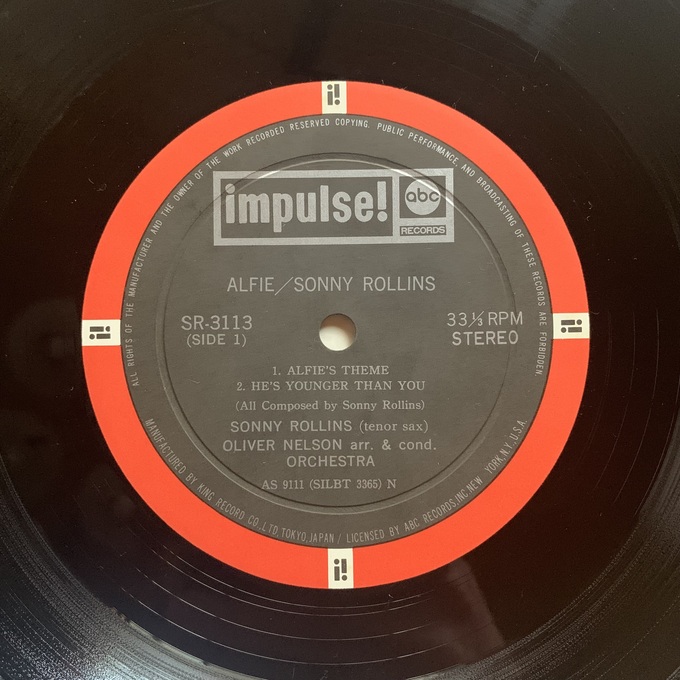 ALL RIGHTS OF THE MANUFACTURER AND THE OWNER OF THE WORK RECORDED RESERVED COPYING, PUBLIC PERFORMANCE, AND BROADCASTING OF THESE RECORDS ARE FORBIDDEN.
i!
impulse!
abc
RECORDS
ALFIE/SONNY ROLLINS
SR-3113
(SIDE 1)
33⅓ RPM
STEREO
i!
i!
1. ALFIE'S THEME
2. HE'S YOUNGER THAN YOU
(All Composed by Sonny Rollins)
SONNY ROLLINS (tenor sax)
OLIVER NELSON arr. & cond.
ORCHESTRA
AS 9111 (SILBT 3365) N
MANUFACTURED BY KING RECORD CO., LTD. TOKYO, JAPAN / LICENSED BY ABC RECORDS, INC. NEW YORK, N.Y., U.S.A.
i!